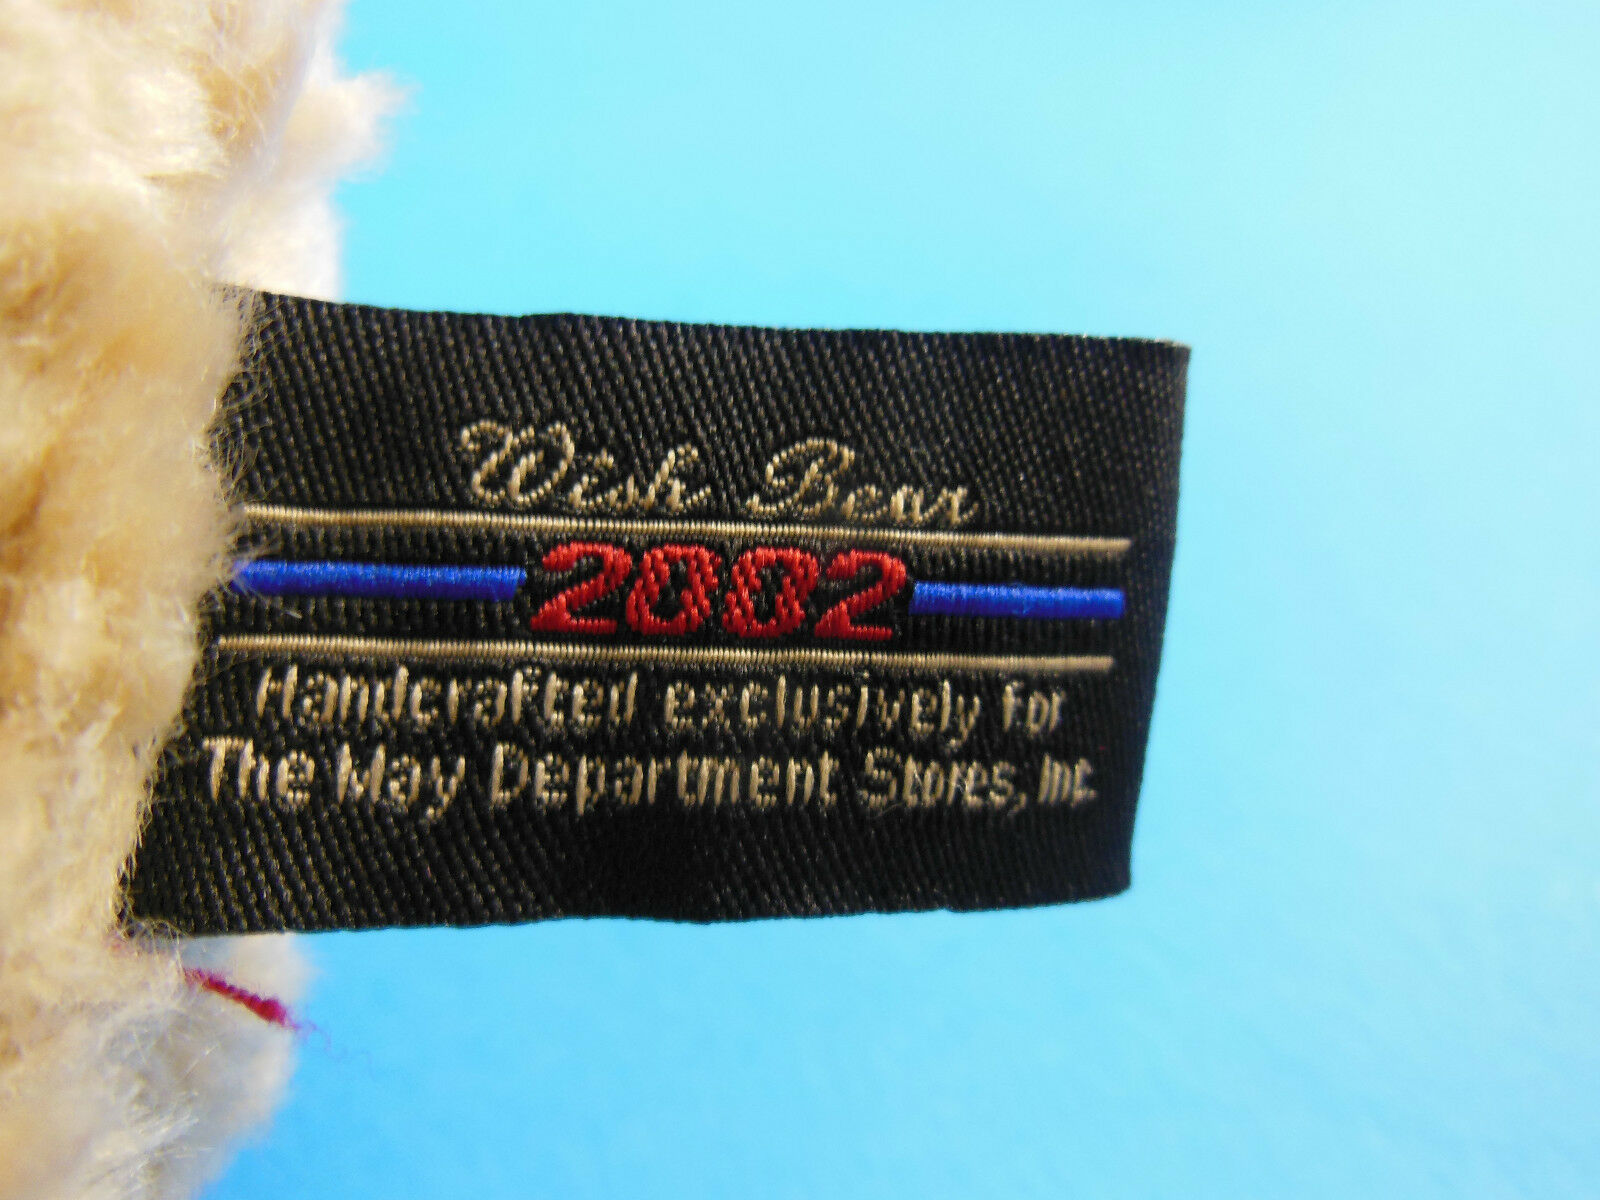 Wish Bear
2002
Handcrafted exclusively for
The May Department Stores, Inc.